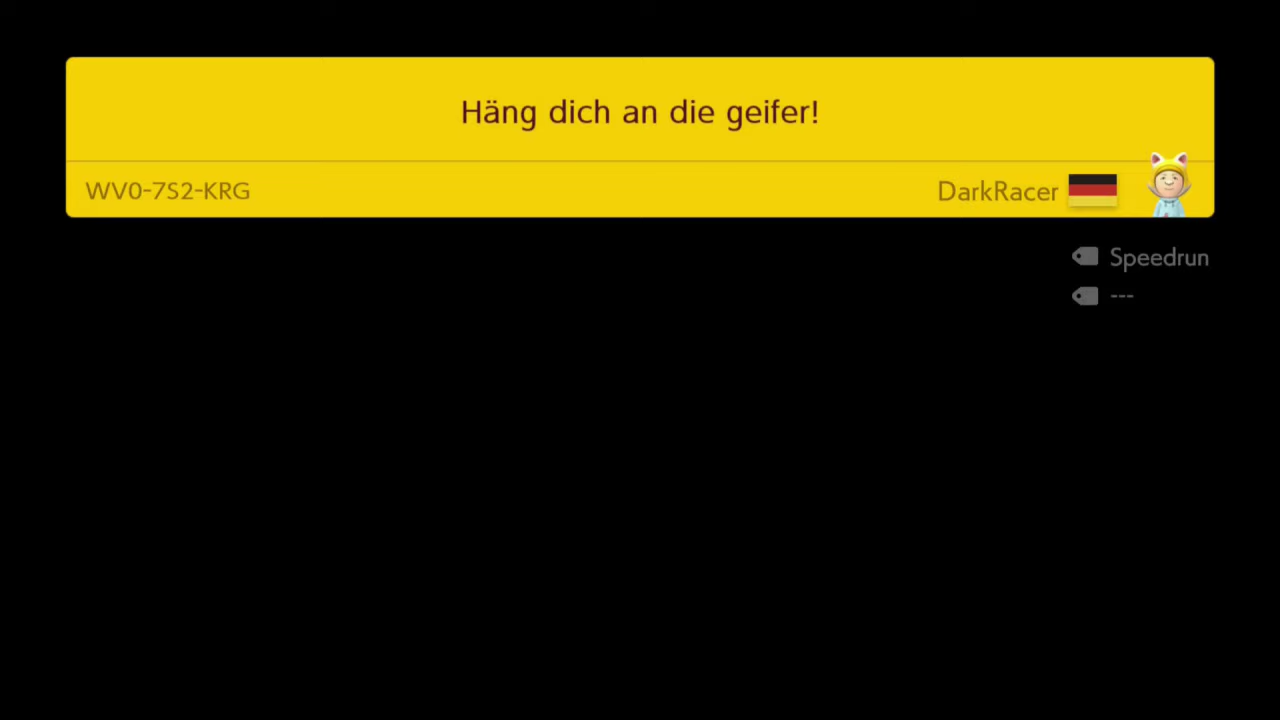 Häng dich an die geifer!
WV0-7S2-KRG
DarkRacer
Speedrun
---